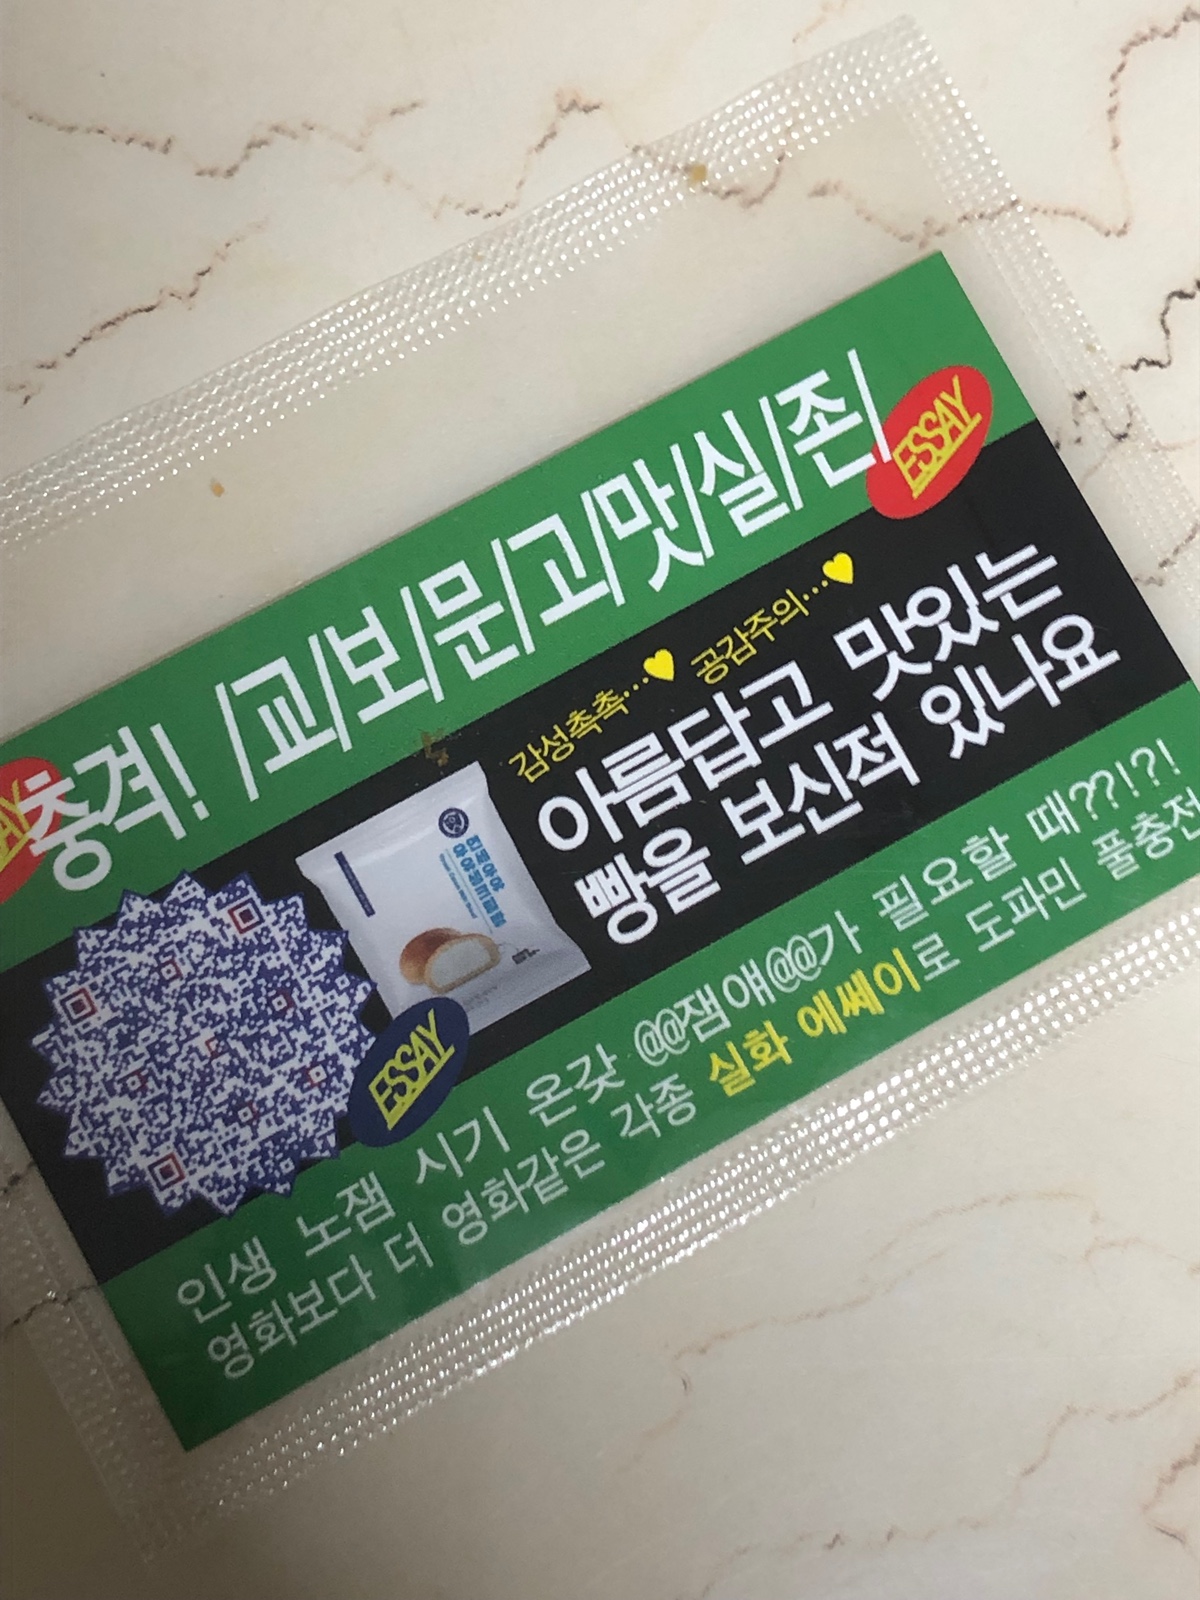 충격! /교/보/문/고/맛/실/존/
ESSAY
감성촉촉…♥ 공감주의…♥
아름답고 맛있는
빵을 보신적 있나요
ESSAY
인생 노잼 시기 온갖 @@잼얘@@가 필요할 때??!?!
영화보다 더 영화같은 각종 실화 에쎄이로 도파민 풀충전